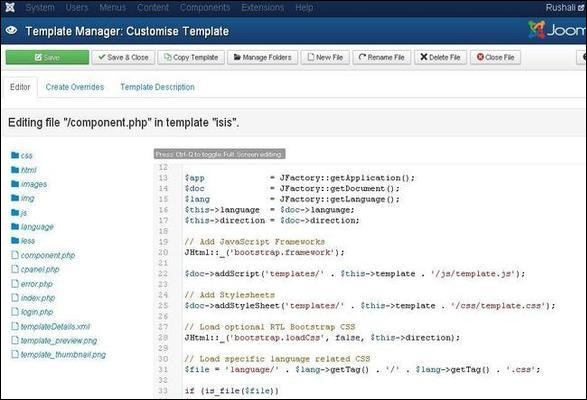 System Users Menus Content Components Extensions Help Rushali
Template Manager: Customise Template Joom
Save Save & Close Copy Template Manage Folders New File Rename File Delete File Close File
Editor Create Overrides Template Description
Editing file "/component.php" in template "isis".
Press Ctrl-Q to toggle Full Screen editing.
css
html
images
img
js
language
less
component.php
cpanel.php
error.php
index.php
login.php
templateDetails.xml
template_preview.png
template_thumbnail.png
12
13 $app = JFactory::getApplication();
14 $doc = JFactory::getDocument();
15 $lang = JFactory::getLanguage();
16 $this->language = $doc->language;
17 $this->direction = $doc->direction;
18
19 // Add JavaScript Frameworks
20 JHtml::_('bootstrap.framework');
21
22 $doc->addScript('templates/' . $this->template . '/js/template.js');
23
24 // Add Stylesheets
25 $doc->addStyleSheet('templates/' . $this->template . '/css/template.css');
26
27 // Load optional RTL Bootstrap CSS
28 JHtml::_('bootstrap.loadCss', false, $this->direction);
29
30 // Load specific language related CSS
31 $file = 'language/' . $lang->getTag() . '/' . $lang->getTag() . '.css';
32
33 if (is_file($file))